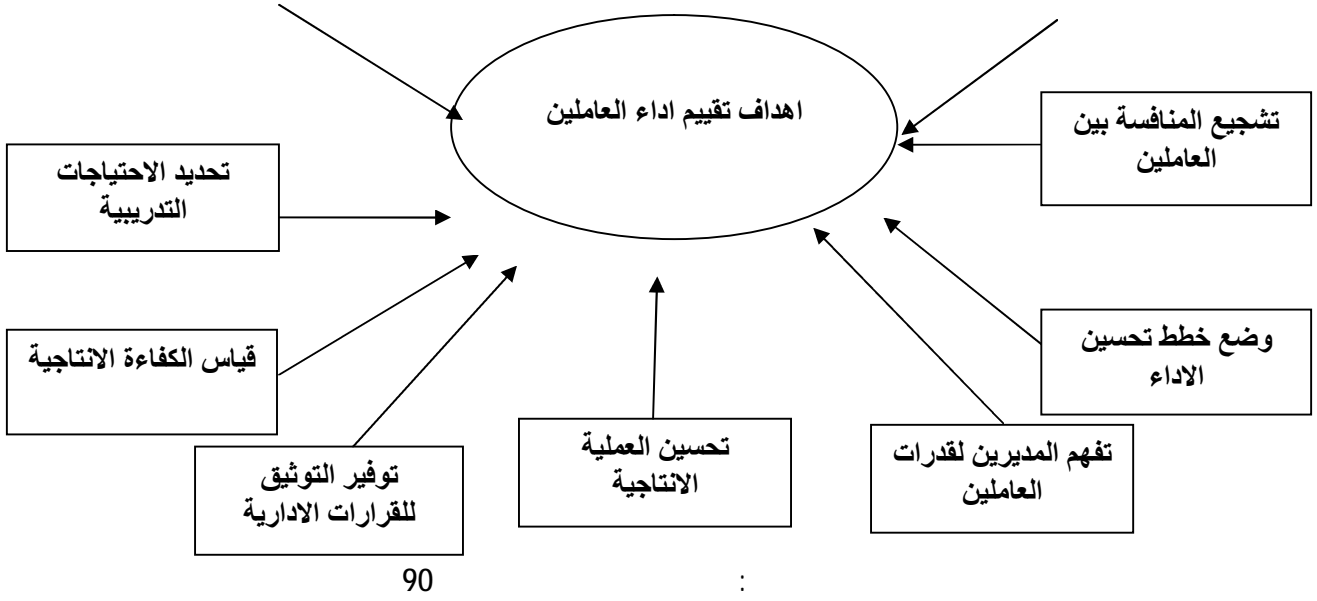 اهداف تقييم اداء العاملين
تشجيع المنافسة بين
العاملين
تحديد الاحتياجات
التدريبية
وضع خطط تحسين
الاداء
قياس الكفاءة الانتاجية
تفهم المديرين لقدرات
العاملين
تحسين العملية
الانتاجية
توفير التوثيق
للقرارات الادارية
: 90